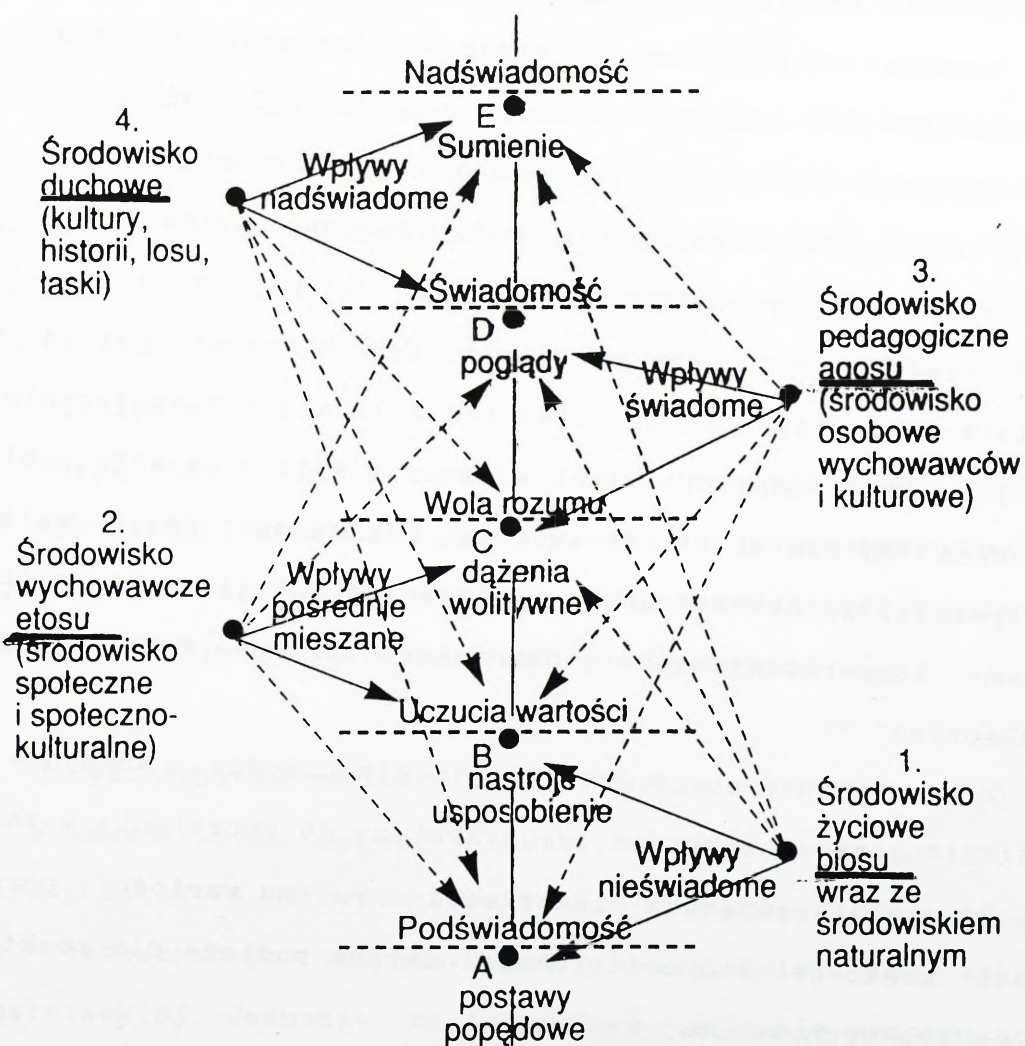 Nadświadomość
E
Sumienie
4.
Środowisko
duchowe
(kultury,
historii, losu,
łaski)
Wpływy
nadświadome
Świadomość
D
poglądy
3.
Środowisko
pedagogiczne
agosu
(środowisko
osobowe
wychowawców
i kulturowe)
Wpływy
świadome
Wola rozumu
C
dążenia
wolitywne
2.
Środowisko
wychowawcze
etosu
(środowisko
społeczne
i społeczno-
kulturalne)
Wpływy
pośrednie
mieszane
Uczucia wartości
B
nastroje
usposobienie
1.
Środowisko
życiowe
biosu
wraz ze
środowiskiem
naturalnym
Wpływy
nieświadome
Podświadomość
A
postawy
popędowe